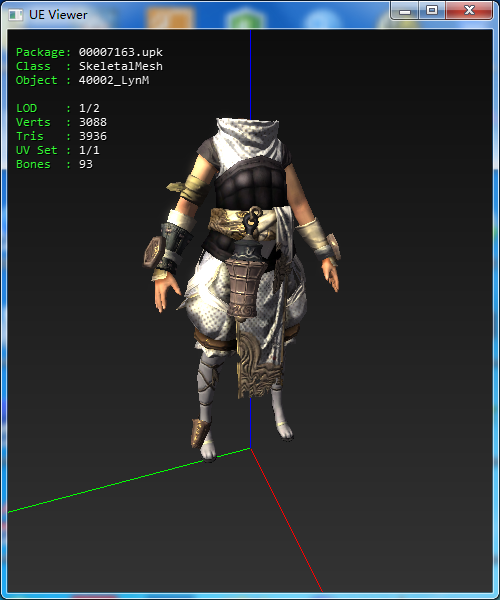 UE Viewer
Package: 00007163.upk
Class : SkeletalMesh
Object : 40002_LynM
LOD : 1/2
Verts : 3088
Tris : 3936
UV Set : 1/1
Bones : 93